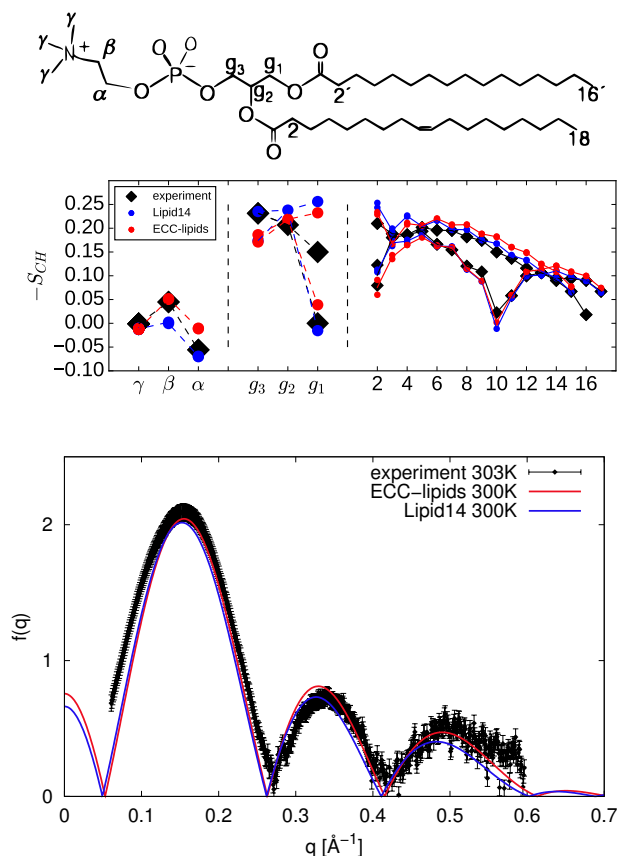 γ
γ
γ
N
+
β
α
O
O
O
P
−
O
g₃
g₂
g₁
O
O
2´
16´
O
O
2
18
experiment
Lipid14
ECC-lipids
−S_CH
0.25
0.20
0.15
0.10
0.05
0.00
−0.05
−0.10
γ β α g₃ g₂ g₁ 2 4 6 8 10 12 14 16
experiment 303K
ECC−lipids 300K
Lipid14 300K
f(q)
2
1
0
0 0.1 0.2 0.3 0.4 0.5 0.6 0.7
q [Å⁻¹]